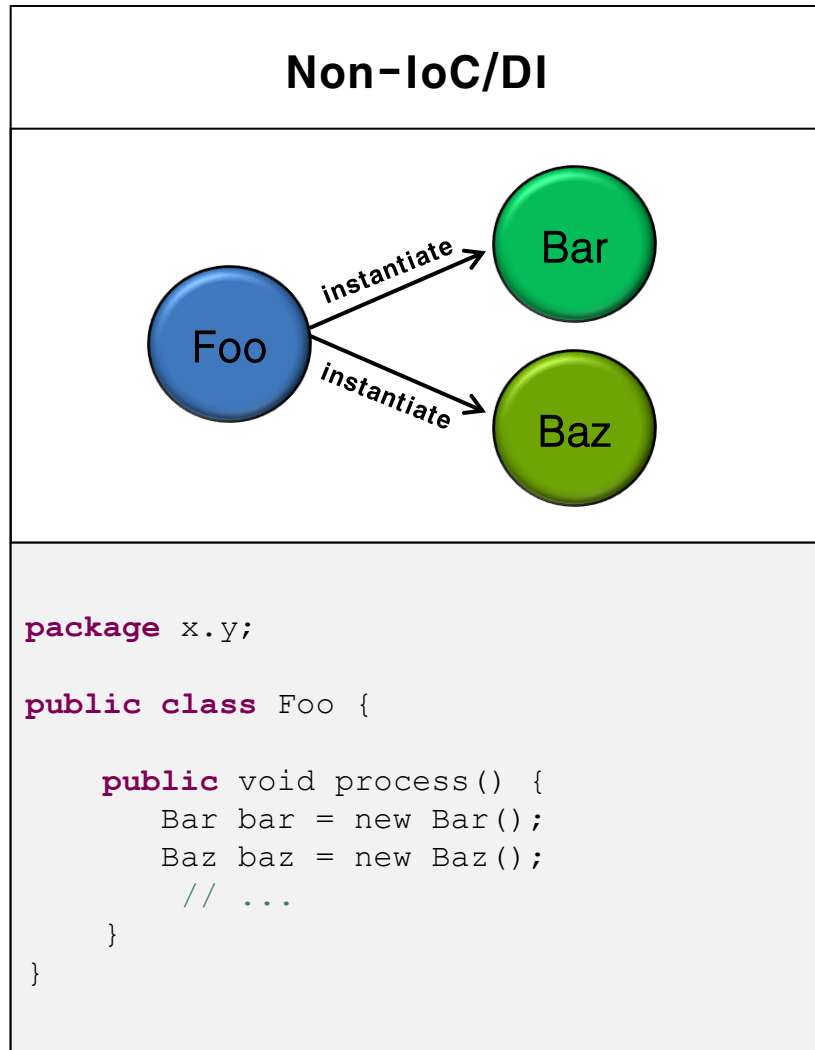 Non-IoC/DI
instantiate
Bar
Foo
instantiate
Baz
package x.y;
public class Foo {
public void process() {
Bar bar = new Bar();
Baz baz = new Baz();
// ...
}
}